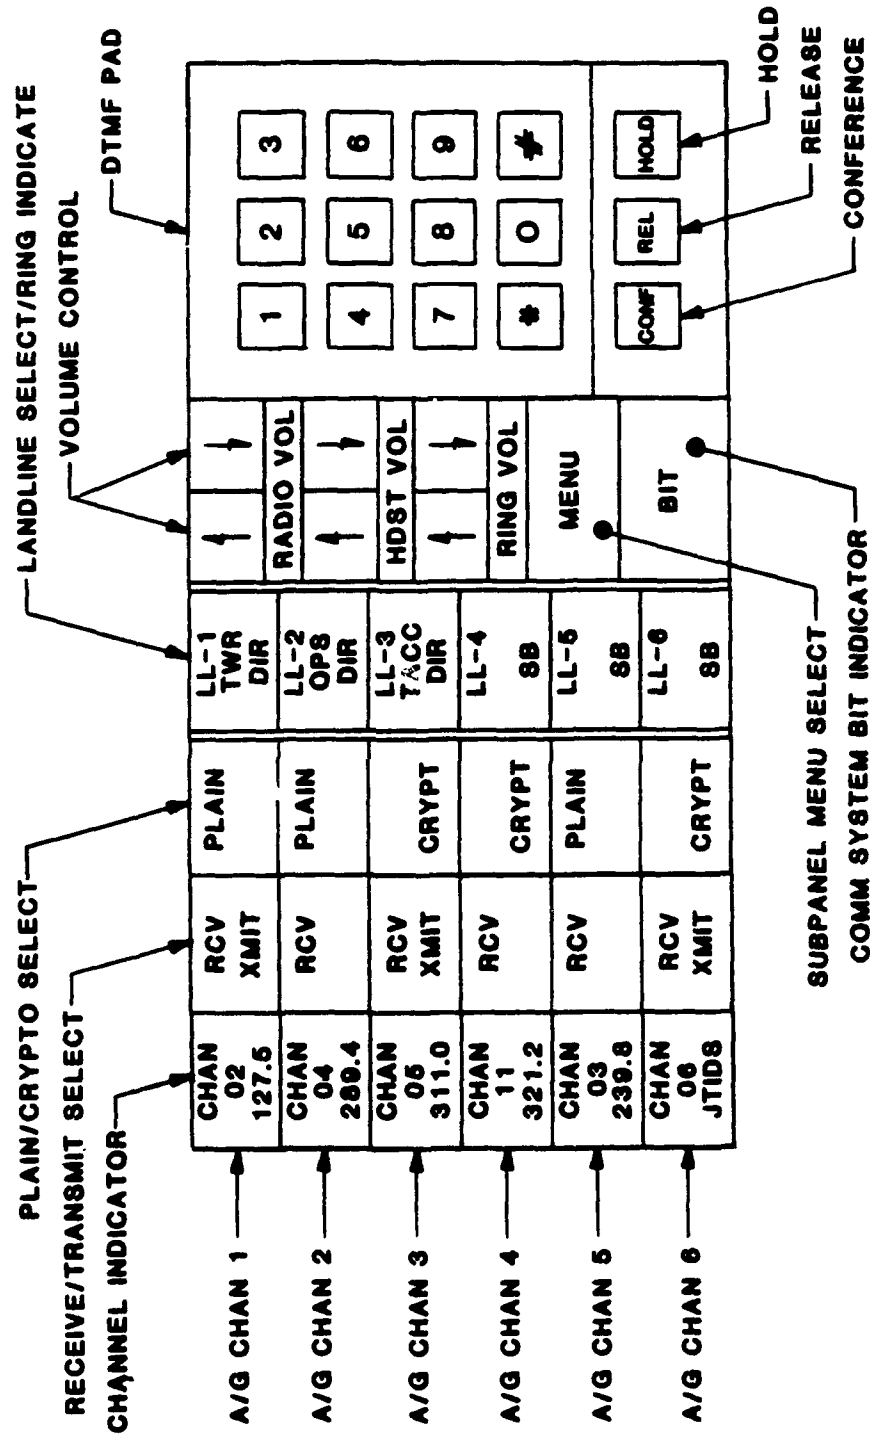 PLAIN/CRYPTO SELECT
RECEIVE/TRANSMIT SELECT
CHANNEL INDICATOR
LANDLINE SELECT/RING INDICATE
VOLUME CONTROL
DTMF PAD
A/G CHAN 1
CHAN
02
127.5
RCV
XMIT
PLAIN
LL-1
TWR
DIR
A/G CHAN 2
CHAN
04
289.4
RCV
PLAIN
LL-2
OPS
DIR
A/G CHAN 3
CHAN
05
311.0
RCV
XMIT
CRYPT
LL-3
TACC
DIR
A/G CHAN 4
CHAN
11
321.2
RCV
CRYPT
LL-4
SB
A/G CHAN 5
CHAN
03
239.8
RCV
PLAIN
LL-5
SB
A/G CHAN 6
CHAN
06
JTIDS
RCV
XMIT
CRYPT
LL-6
SB
RADIO VOL
HDST VOL
RING VOL
MENU
BIT
1 2 3
4 5 6
7 8 9
* 0 #
CONF REL HOLD
SUBPANEL MENU SELECT
COMM SYSTEM BIT INDICATOR
HOLD
RELEASE
CONFERENCE